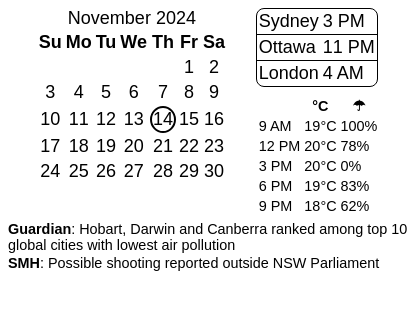 November 2024
Su Mo Tu We Th Fr Sa
1 2
3 4 5 6 7 8 9
10 11 12 13 14 15 16
17 18 19 20 21 22 23
24 25 26 27 28 29 30
Sydney 3 PM
Ottawa 11 PM
London 4 AM
°C ☂
9 AM 19°C 100%
12 PM 20°C 78%
3 PM 20°C 0%
6 PM 19°C 83%
9 PM 18°C 62%
Guardian: Hobart, Darwin and Canberra ranked among top 10
global cities with lowest air pollution
SMH: Possible shooting reported outside NSW Parliament